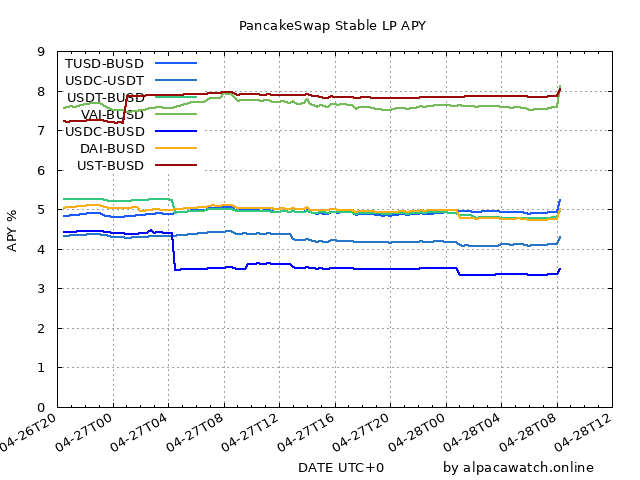 PancakeSwap Stable LP APY
9
8
7
6
5
4
3
2
1
0
APY %
TUSD-BUSD
USDC-USDT
USDT-BUSD
VAI-BUSD
USDC-BUSD
DAI-BUSD
UST-BUSD
04-26T20
04-27T00
04-27T04
04-27T08
04-27T12
04-27T16
04-27T20
04-28T00
04-28T04
04-28T08
04-28T12
DATE UTC+0
by alpacawatch.online